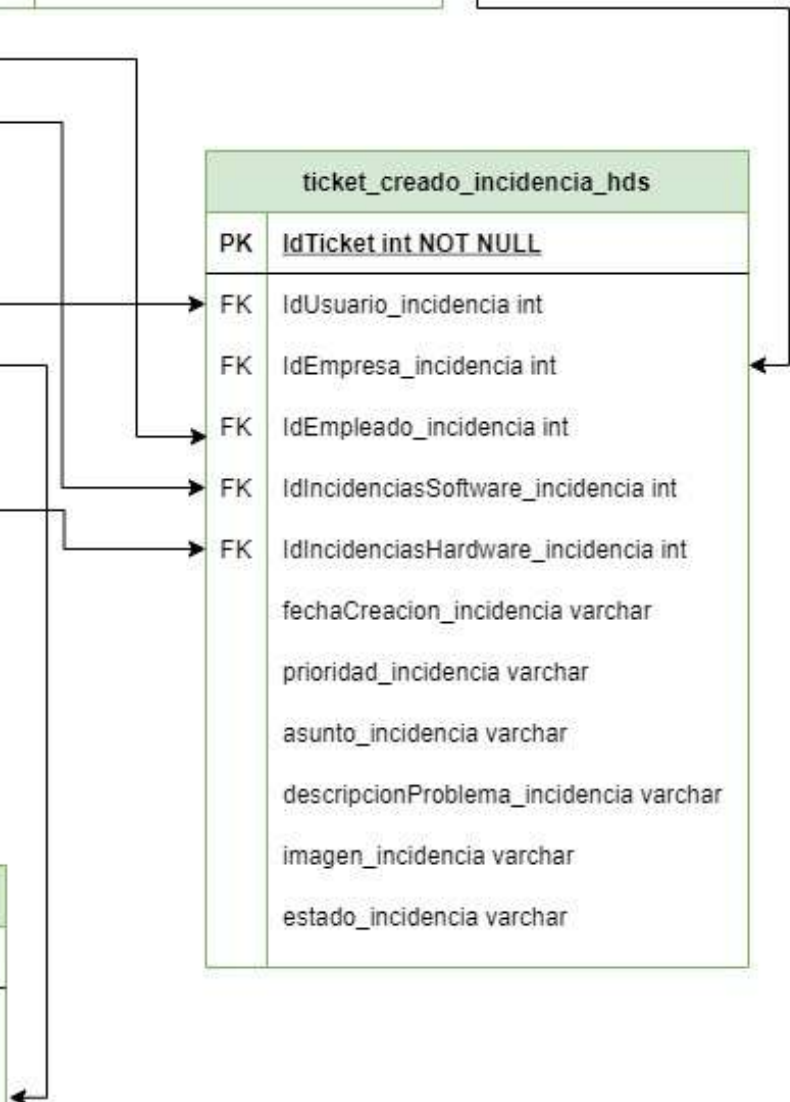 ticket_creado_incidencia_hds
PK IdTicket int NOT NULL
FK IdUsuario_incidencia int
FK IdEmpresa_incidencia int
FK IdEmpleado_incidencia int
FK IdIncidenciasSoftware_incidencia int
FK IdIncidenciasHardware_incidencia int
fechaCreacion_incidencia varchar
prioridad_incidencia varchar
asunto_incidencia varchar
descripcionProblema_incidencia varchar
imagen_incidencia varchar
estado_incidencia varchar